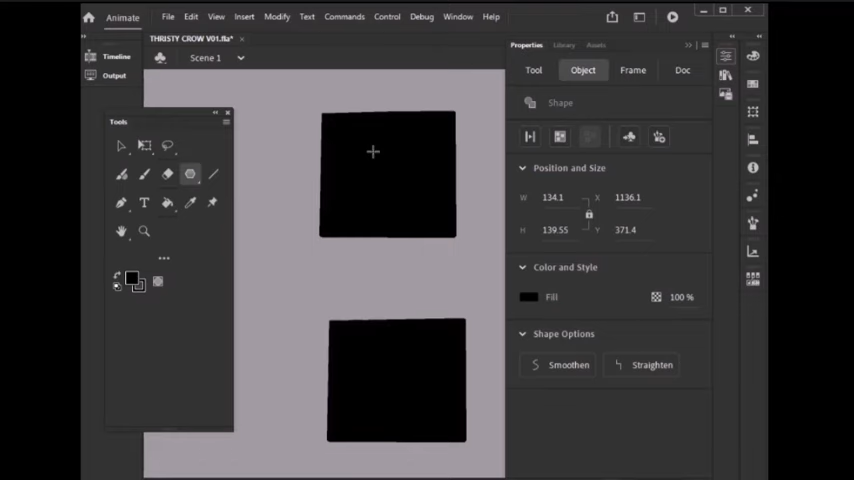 Animate File Edit View Insert Modify Text Commands Control Debug Window Help
THRISTY CROW V01.fla*
Timeline
Output
Scene 1
Tools
Properties Library Assets
Tool Object Frame Doc
Shape
Position and Size
W 134.1 X 1136.1
H 139.55 Y 371.4
Color and Style
Fill 100 %
Shape Options
Smoothen Straighten